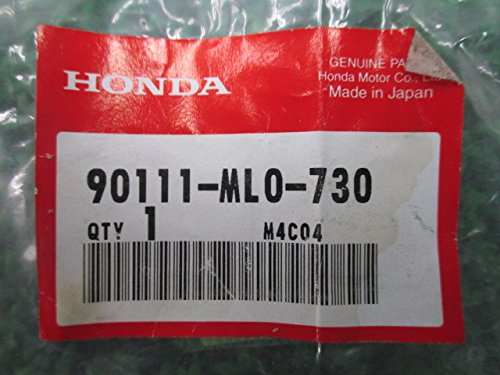 HONDA
GENUINE PA
Honda Motor Co.,
Made in Japan
90111-ML0-730
QTY 1 M4C04